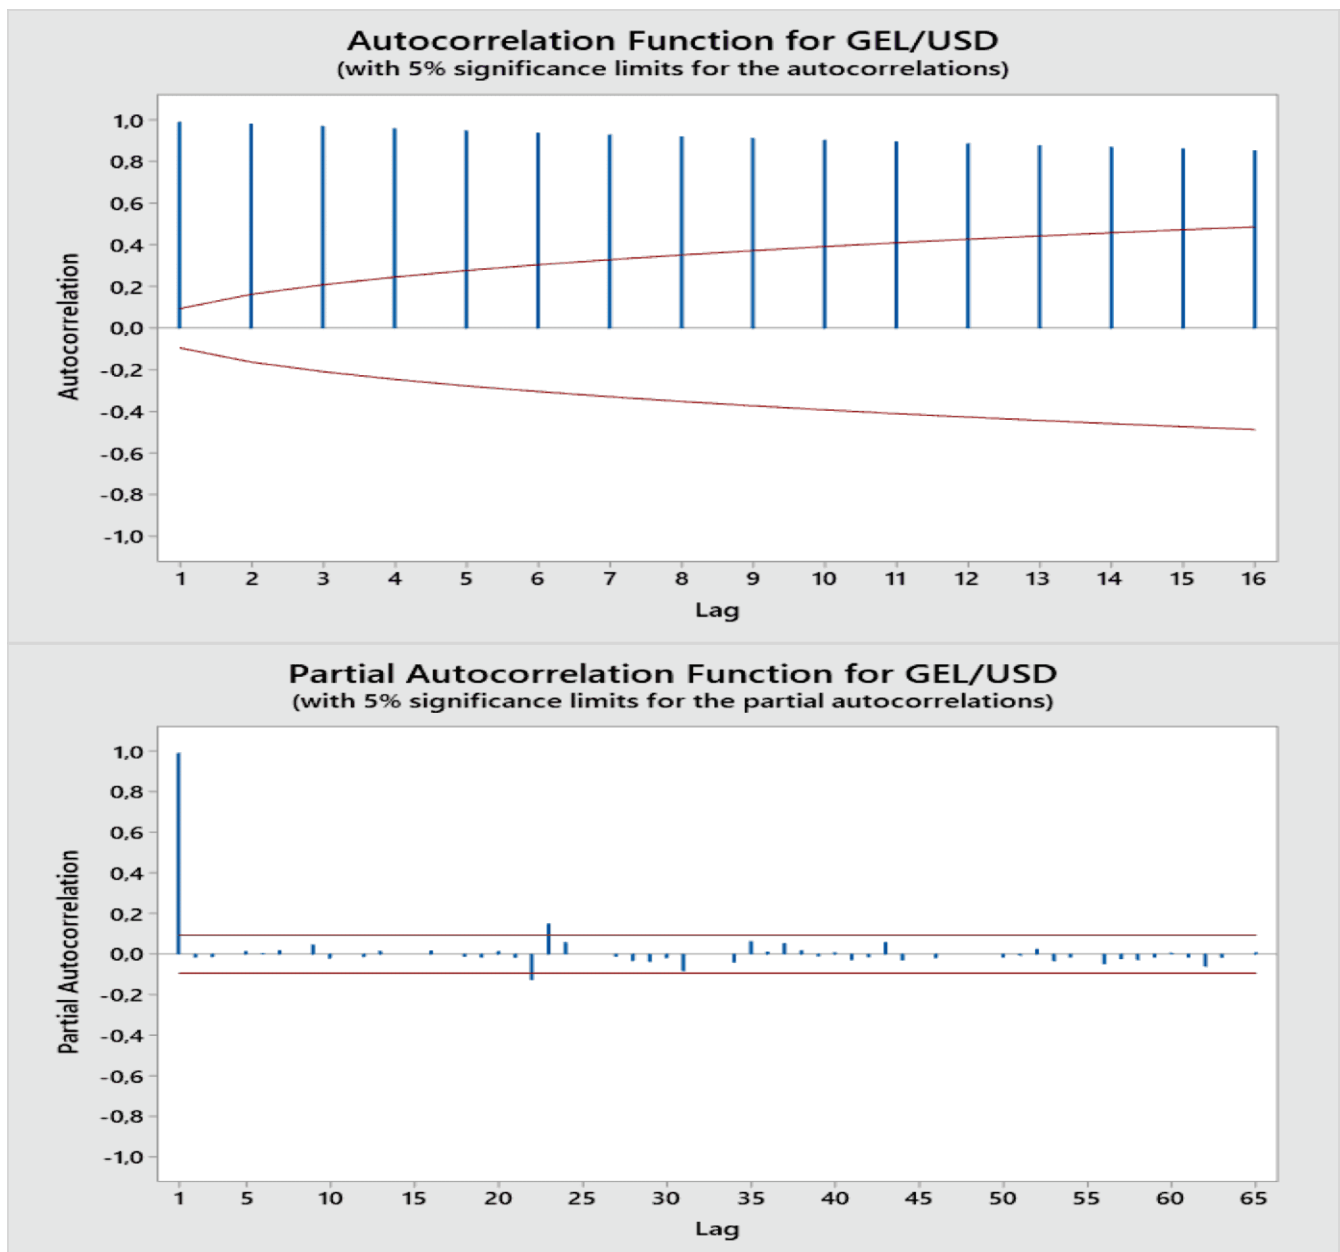 Autocorrelation Function for GEL/USD
(with 5% significance limits for the autocorrelations)
1,0
0,8
0,6
0,4
0,2
0,0
-0,2
-0,4
-0,6
-0,8
-1,0
Autocorrelation
1 2 3 4 5 6 7 8 9 10 11 12 13 14 15 16
Lag
Partial Autocorrelation Function for GEL/USD
(with 5% significance limits for the partial autocorrelations)
1,0
0,8
0,6
0,4
0,2
0,0
-0,2
-0,4
-0,6
-0,8
-1,0
Partial Autocorrelation
1 5 10 15 20 25 30 35 40 45 50 55 60 65
Lag